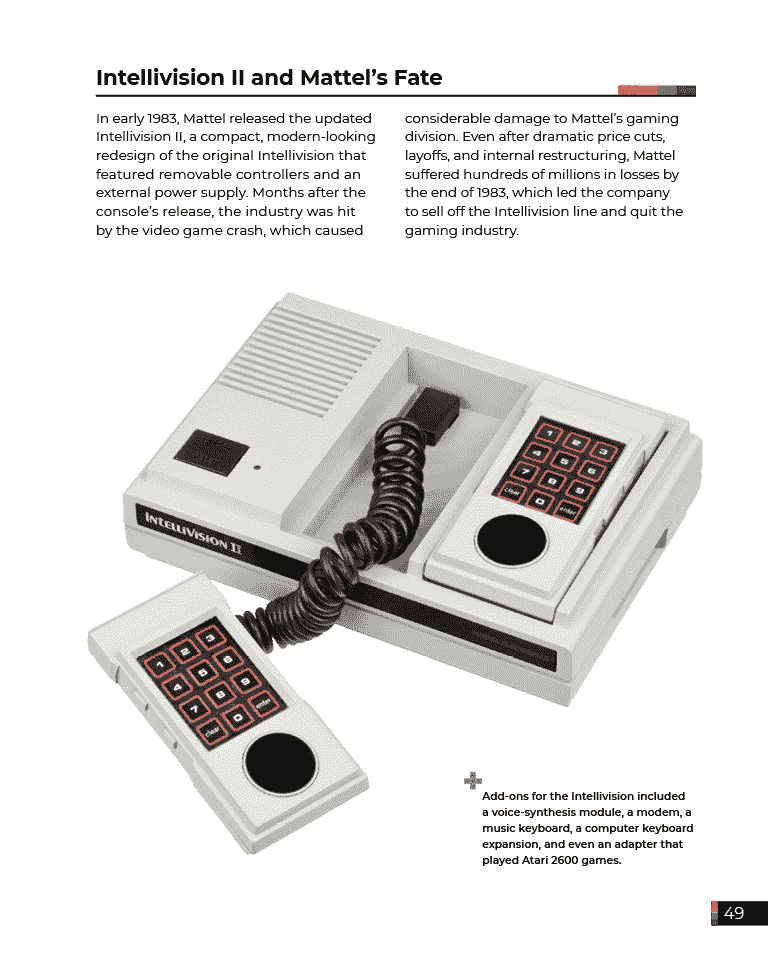 Intellivision II and Mattel’s Fate
In early 1983, Mattel released the updated
Intellivision II, a compact, modern-looking
redesign of the original Intellivision that
featured removable controllers and an
external power supply. Months after the
console’s release, the industry was hit
by the video game crash, which caused
considerable damage to Mattel’s gaming
division. Even after dramatic price cuts,
layoffs, and internal restructuring, Mattel
suffered hundreds of millions in losses by
the end of 1983, which led the company
to sell off the Intellivision line and quit the
gaming industry.
1 2 3
4 5 6
7 8 9
clear 0 enter
INTELLIVISION II
1 2 3
4 5 6
7 8 9
clear 0 enter
Add-ons for the Intellivision included
a voice-synthesis module, a modem, a
music keyboard, a computer keyboard
expansion, and even an adapter that
played Atari 2600 games.
49